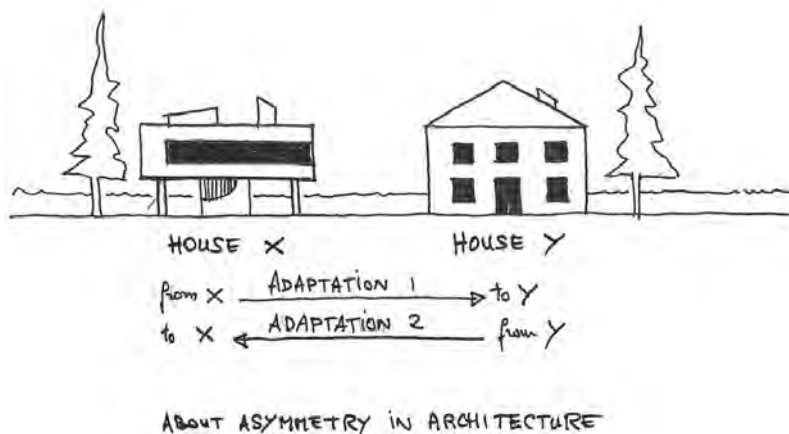 HOUSE X HOUSE Y
from X ADAPTATION 1 to Y
to X ADAPTATION 2 from Y
ABOUT ASYMMETRY IN ARCHITECTURE